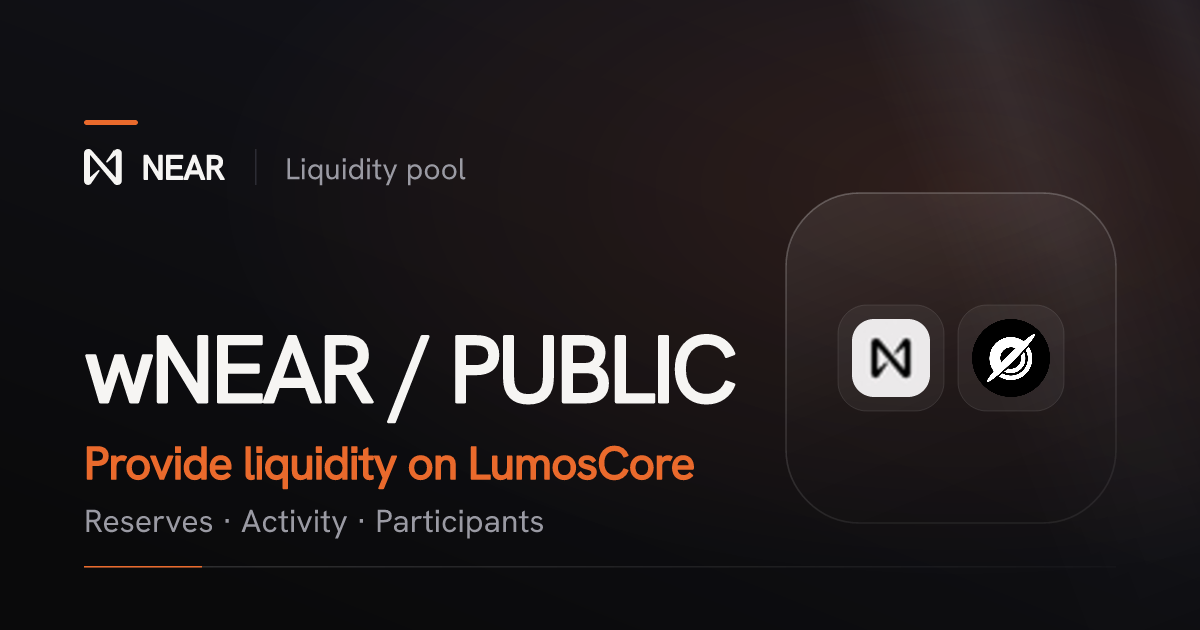 NEAR | Liquidity pool
wNEAR / PUBLIC
Provide liquidity on LumosCore
Reserves · Activity · Participants